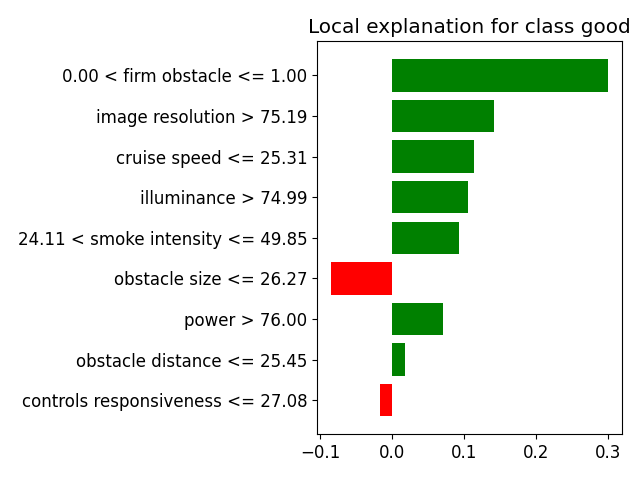 Local explanation for class good
0.00 < firm obstacle <= 1.00
image resolution > 75.19
cruise speed <= 25.31
illuminance > 74.99
24.11 < smoke intensity <= 49.85
obstacle size <= 26.27
power > 76.00
obstacle distance <= 25.45
controls responsiveness <= 27.08
−0.1 0.0 0.1 0.2 0.3